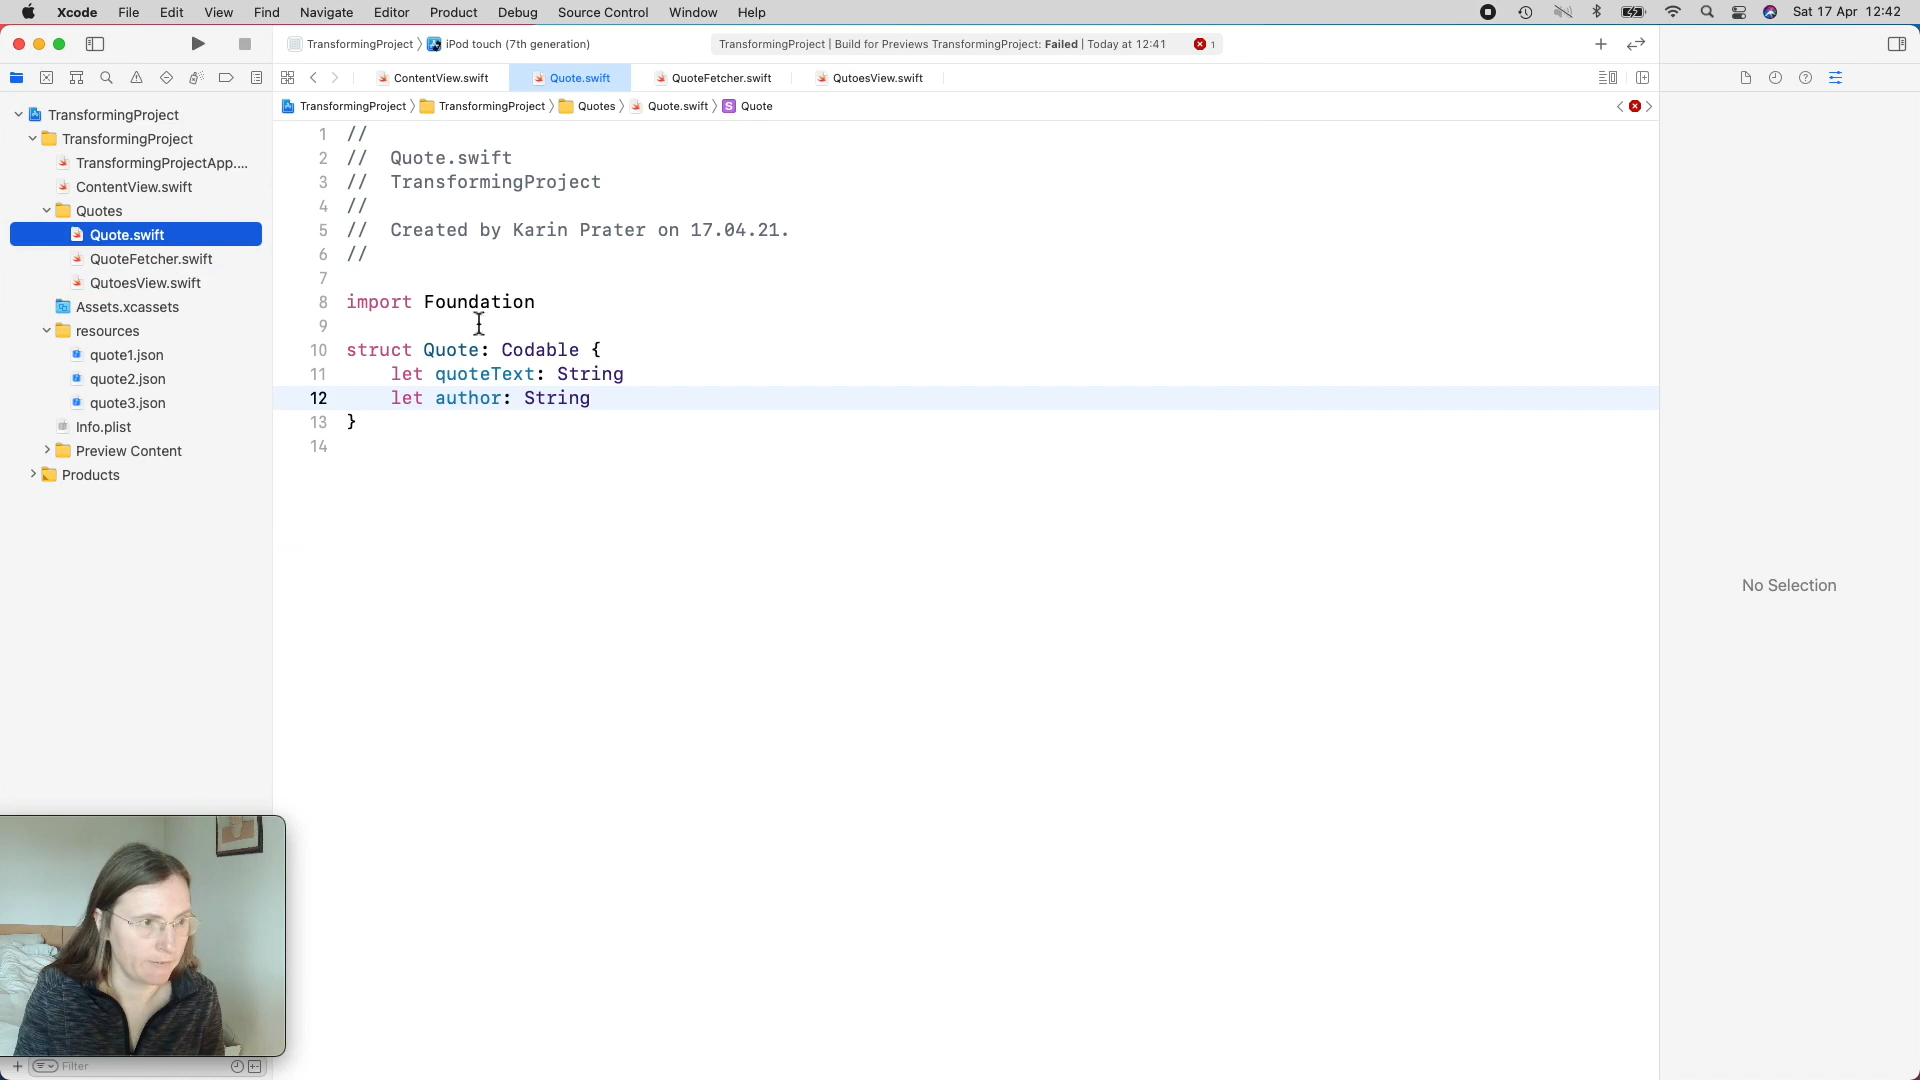 Xcode File Edit View Find Navigate Editor Product Debug Source Control Window Help Sat 17 Apr 12:42
TransformingProject iPod touch (7th generation) TransformingProject | Build for Previews TransformingProject: Failed | Today at 12:41 1
ContentView.swift Quote.swift QuoteFetcher.swift QutoesView.swift
TransformingProject TransformingProject Quotes Quote.swift S Quote
TransformingProject
TransformingProject
TransformingProjectApp....
ContentView.swift
Quotes
Quote.swift
QuoteFetcher.swift
QutoesView.swift
Assets.xcassets
resources
quote1.json
quote2.json
quote3.json
Info.plist
Preview Content
Products
Filter
1 //
2 // Quote.swift
3 // TransformingProject
4 //
5 // Created by Karin Prater on 17.04.21.
6 //
7
8 import Foundation
9
10 struct Quote: Codable {
11 let quoteText: String
12 let author: String
13 }
14
No Selection